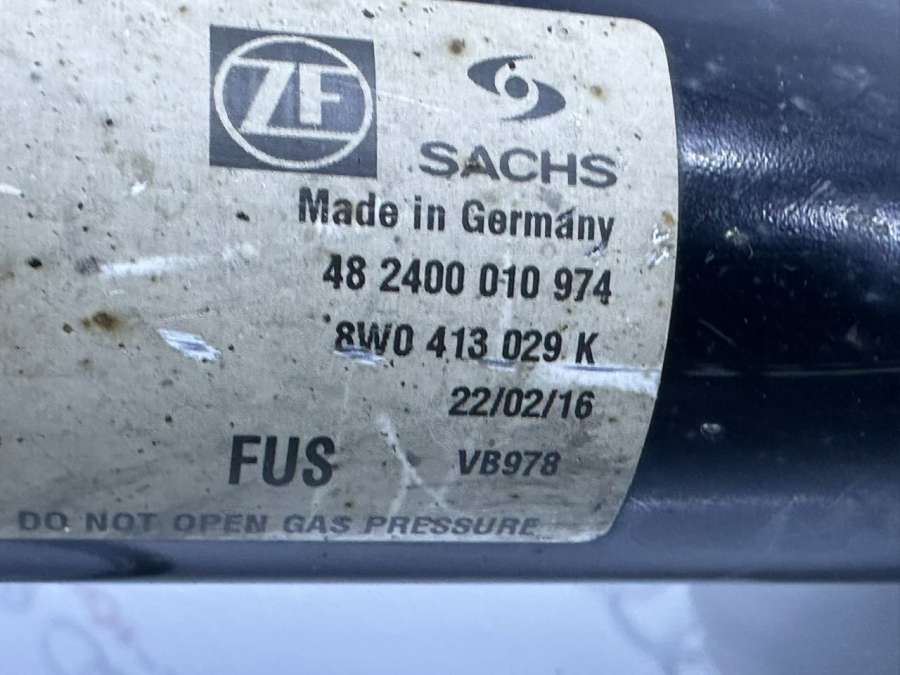 ZF
SACHS
Made in Germany
48 2400 010 974
8W0 413 029 K
22/02/16
FUS VB978
DO NOT OPEN GAS PRESSURE